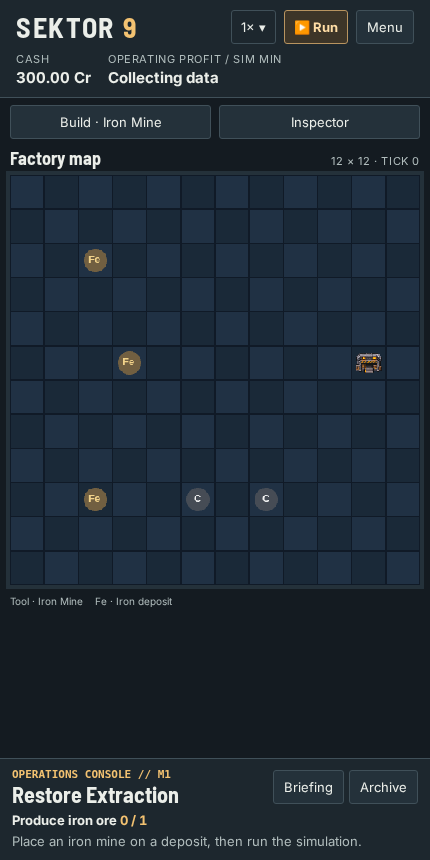 SEKTOR 9
1× ▾
▶ Run
Menu
CASH
300.00 Cr
OPERATING PROFIT / SIM MIN
Collecting data
Build · Iron Mine
Inspector
Factory map
12 × 12 · TICK 0
Fe
Fe
Fe
C
C
Tool · Iron Mine
Fe · Iron deposit
OPERATIONS CONSOLE // M1
Restore Extraction
Briefing
Archive
Produce iron ore 0 / 1
Place an iron mine on a deposit, then run the simulation.